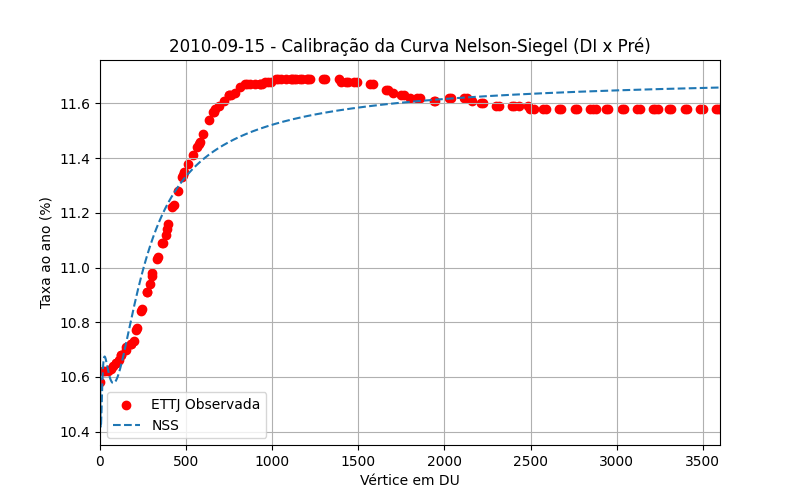 2010-09-15 - Calibração da Curva Nelson-Siegel (DI x Pré)
Taxa ao ano (%)
11.6
11.4
11.2
11.0
10.8
10.6
10.4
ETTJ Observada
NSS
0 500 1000 1500 2000 2500 3000 3500
Vértice em DU